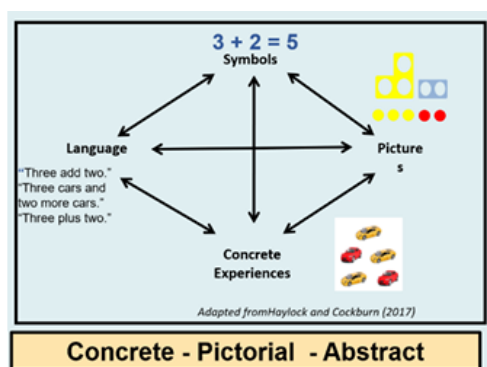 3 + 2 = 5
Symbols
Language
Picture
s
“Three add two.”
“Three cars and
two more cars.”
“Three plus two.”
Concrete
Experiences
Adapted fromHaylock and Cockburn (2017)
Concrete - Pictorial - Abstract